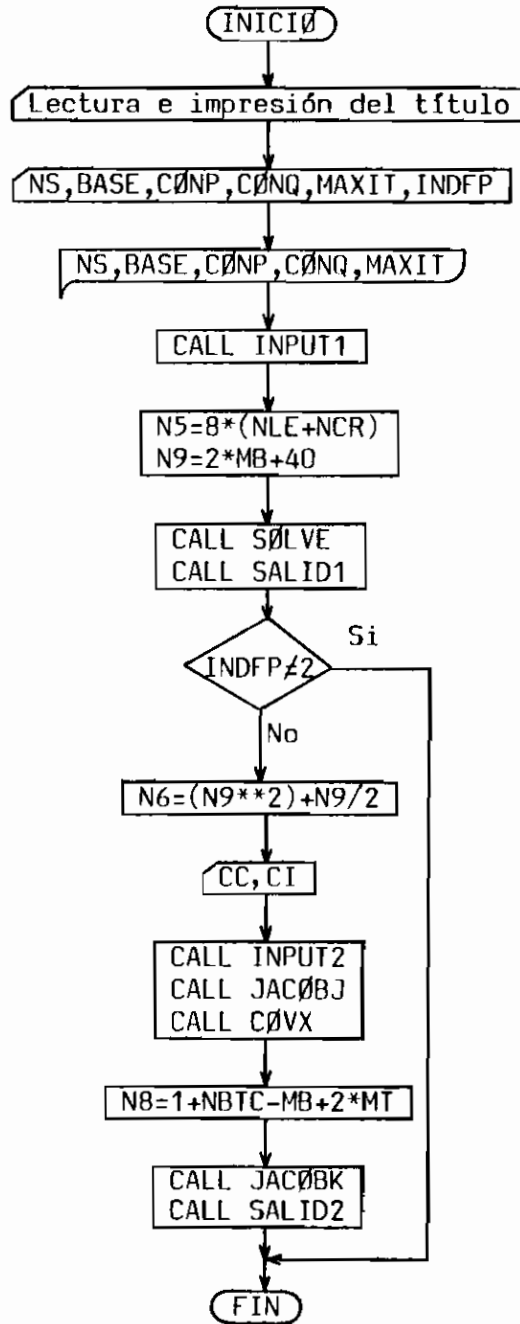 INICIØ
Lectura e impresión del título
NS,BASE,CØNP,CØNQ,MAXIT,INDFP
NS,BASE,CØNP,CØNQ,MAXIT
CALL INPUT1
N5=8*(NLE+NCR)
N9=2*MB+40
CALL SØLVE
CALL SALID1
Si
INDFP≠2
No
N6=(N9**2)+N9/2
CC,CI
CALL INPUT2
CALL JACØBJ
CALL CØVX
N8=1+NBTC-MB+2*MT
CALL JACØBK
CALL SALID2
FIN